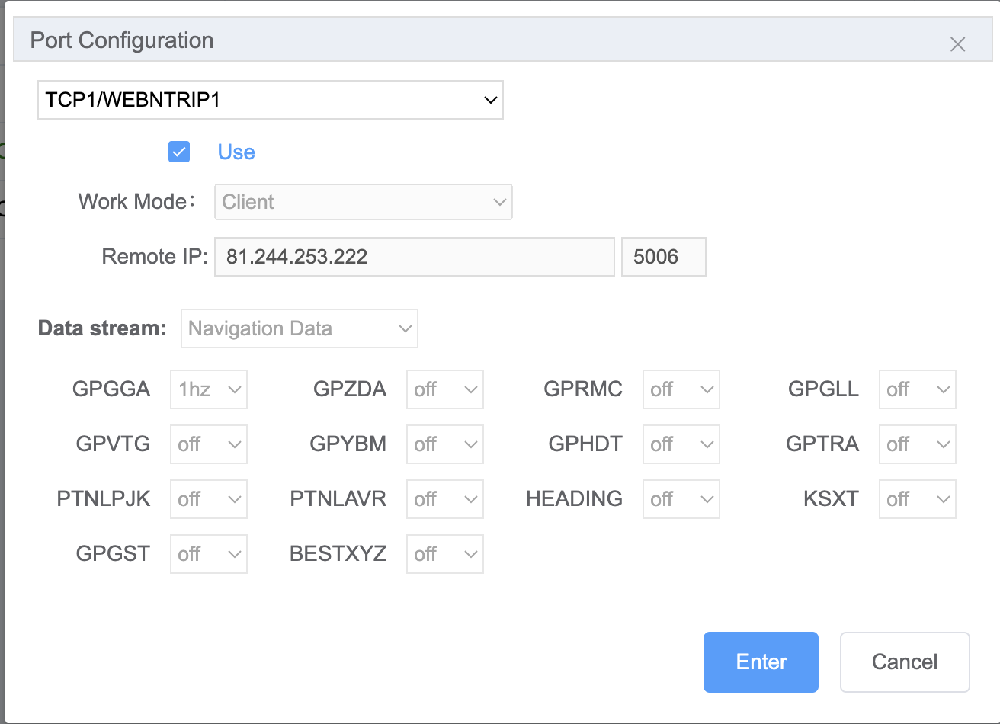 Port Configuration
TCP1/WEBNTRIP1
Use
Work Mode: Client
Remote IP: 81.244.253.222 5006
Data stream: Navigation Data
GPGGA 1hz GPZDA off GPRMC off GPGLL off
GPVTG off GPYBM off GPHDT off GPTRA off
PTNLPJK off PTNLAVR off HEADING off KSXT off
GPGST off BESTXYZ off
Enter Cancel